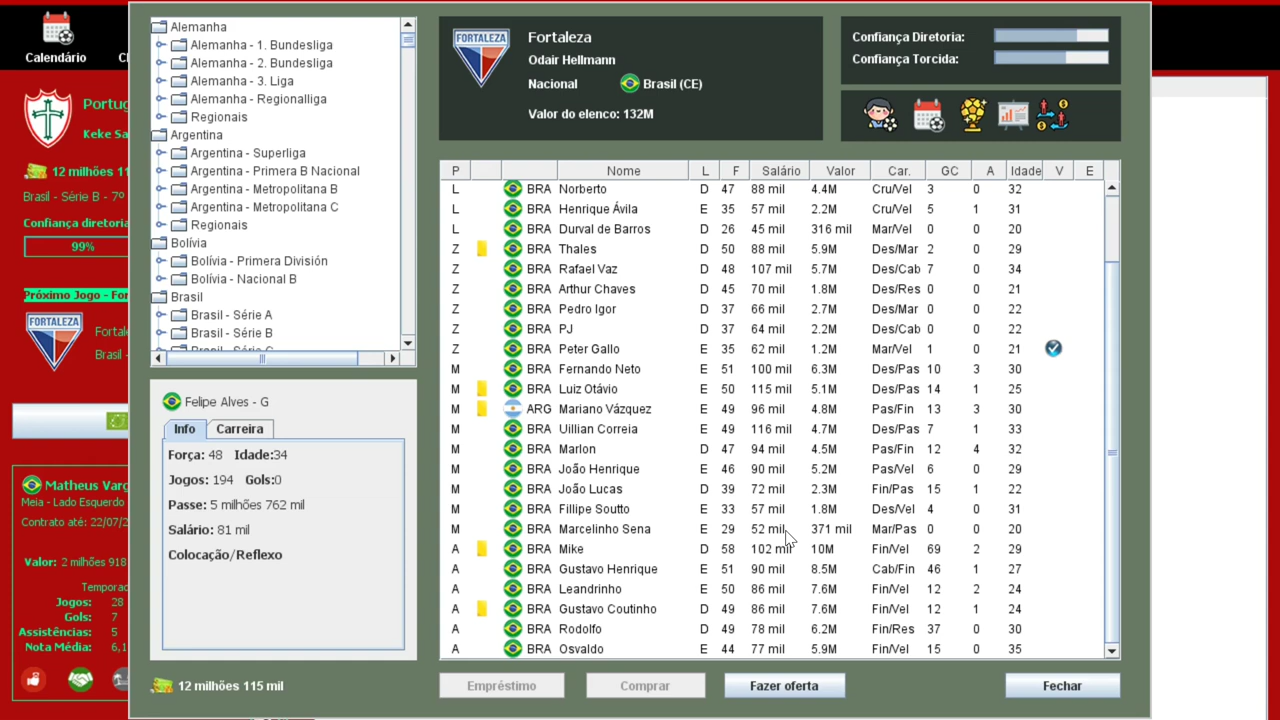 Calendário
Portug
Keke Sa
12 milhões 11
Brasil - Série B - 7º
Confiança diretoria
99%
Próximo Jogo - For
FORTALEZA
Fortale
Brasil -
Matheus Varg
Meia - Lado Esquerdo
Contrato até: 22/07/2
Valor: 2 milhões 918
Temporad
Jogos: 28
Gols: 7
Assistências: 5
Nota Média: 6,1
Alemanha
Alemanha - 1. Bundesliga
Alemanha - 2. Bundesliga
Alemanha - 3. Liga
Alemanha - Regionalliga
Regionais
Argentina
Argentina - Superliga
Argentina - Primera B Nacional
Argentina - Metropolitana B
Argentina - Metropolitana C
Regionais
Bolívia
Bolívia - Primera División
Bolívia - Nacional B
Brasil
Brasil - Série A
Brasil - Série B
Brasil - Série C
Felipe Alves - G
Info Carreira
Força: 48 Idade:34
Jogos: 194 Gols:0
Passe: 5 milhões 762 mil
Salário: 81 mil
Colocação/Reflexo
12 milhões 115 mil
FORTALEZA
Fortaleza
Odair Hellmann
Nacional Brasil (CE)
Valor do elenco: 132M
Confiança Diretoria:
Confiança Torcida:
P Nome L F Salário Valor Car. GC A Idade V E
L BRA Norberto D 47 88 mil 4.4M Cru/Vel 3 0 32
L BRA Henrique Ávila E 35 57 mil 2.2M Cru/Vel 5 1 31
L BRA Durval de Barros D 26 45 mil 316 mil Mar/Vel 0 0 20
Z BRA Thales D 50 88 mil 5.9M Des/Mar 2 0 29
Z BRA Rafael Vaz E 48 107 mil 5.7M Des/Cab 7 0 34
Z BRA Arthur Chaves D 45 70 mil 1.8M Des/Res 0 0 21
Z BRA Pedro Igor D 37 66 mil 2.7M Des/Mar 0 0 22
Z BRA PJ D 37 64 mil 2.2M Des/Cab 0 0 22
Z BRA Peter Gallo E 35 62 mil 1.2M Mar/Vel 1 0 21
M BRA Fernando Neto E 51 100 mil 6.3M Des/Pas 10 3 30
M BRA Luiz Otávio E 50 115 mil 5.1M Des/Pas 14 1 25
M ARG Mariano Vázquez E 49 96 mil 4.8M Pas/Fin 13 3 30
M BRA Uillian Correia E 49 116 mil 4.7M Des/Pas 7 1 33
M BRA Marlon D 47 94 mil 4.5M Pas/Fin 12 4 32
M BRA João Henrique E 46 90 mil 5.2M Pas/Vel 6 0 29
M BRA João Lucas D 39 72 mil 2.3M Fin/Pas 15 1 22
M BRA Fillipe Soutto E 33 57 mil 1.8M Des/Vel 4 0 31
M BRA Marcelinho Sena E 29 52 mil 371 mil Mar/Pas 0 0 20
A BRA Mike D 58 102 mil 10M Fin/Vel 69 2 29
A BRA Gustavo Henrique E 51 90 mil 8.5M Cab/Fin 46 1 27
A BRA Leandrinho E 50 86 mil 7.6M Fin/Vel 12 2 24
A BRA Gustavo Coutinho D 49 86 mil 7.6M Fin/Vel 12 1 24
A BRA Rodolfo D 49 78 mil 6.2M Fin/Res 37 0 30
A BRA Osvaldo E 44 77 mil 5.9M Fin/Vel 15 0 35
Empréstimo Comprar Fazer oferta Fechar